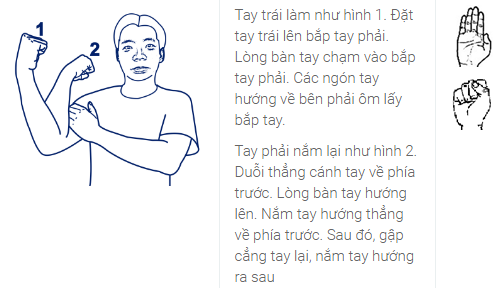 1
2
Tay trái làm như hình 1. Đặt
tay trái lên bắp tay phải.
Lòng bàn tay chạm vào bắp
tay phải. Các ngón tay
hướng về bên phải ôm lấy
bắp tay.
Tay phải nắm lại như hình 2.
Duỗi thẳng cánh tay về phía
trước. Lòng bàn tay hướng
lên. Nắm tay hướng thẳng
về phía trước. Sau đó, gập
cẳng tay lại, nắm tay hướng
ra sau